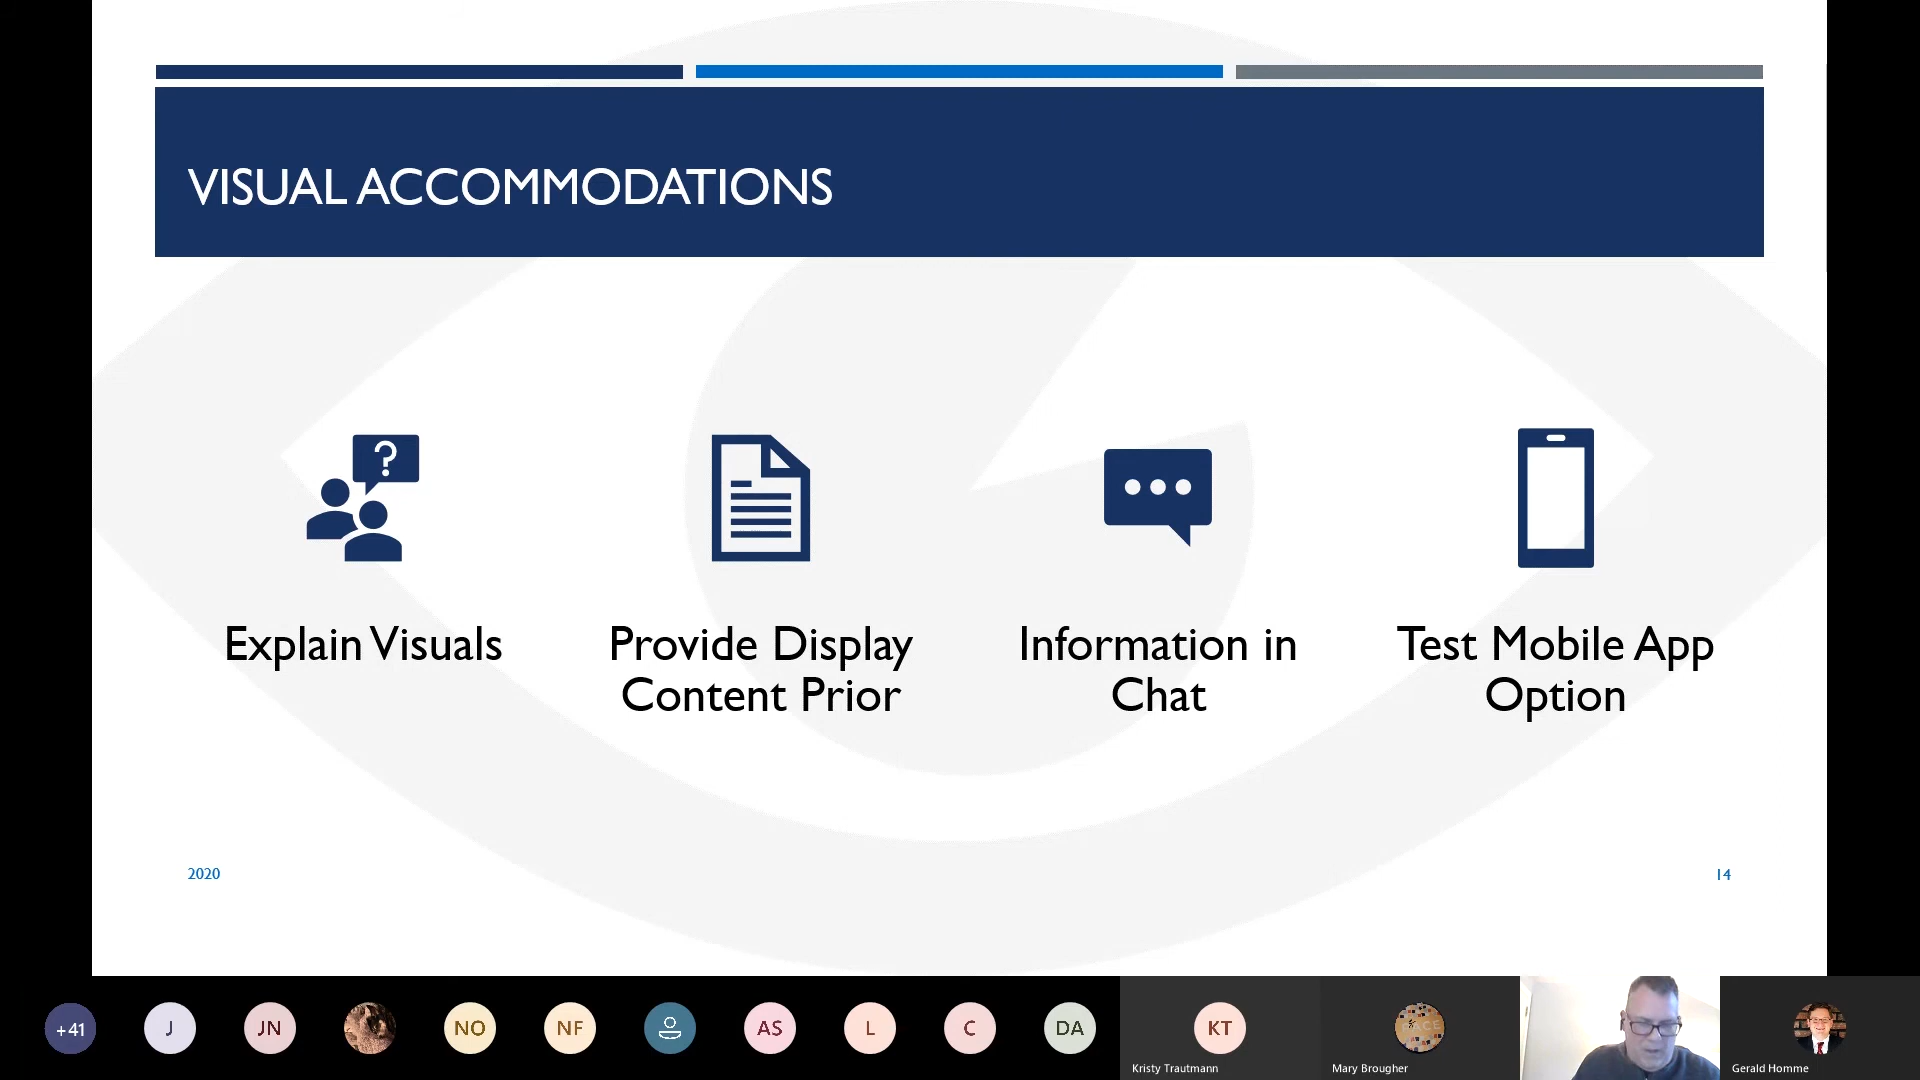 VISUAL ACCOMMODATIONS
?
Explain Visuals
Provide Display
Content Prior
Information in
Chat
Test Mobile App
Option
2020
14
+41
J
JN
NO
NF
AS
L
C
DA
KT
PACE
Kristy Trautmann
Mary Brougher
Gerald Homme